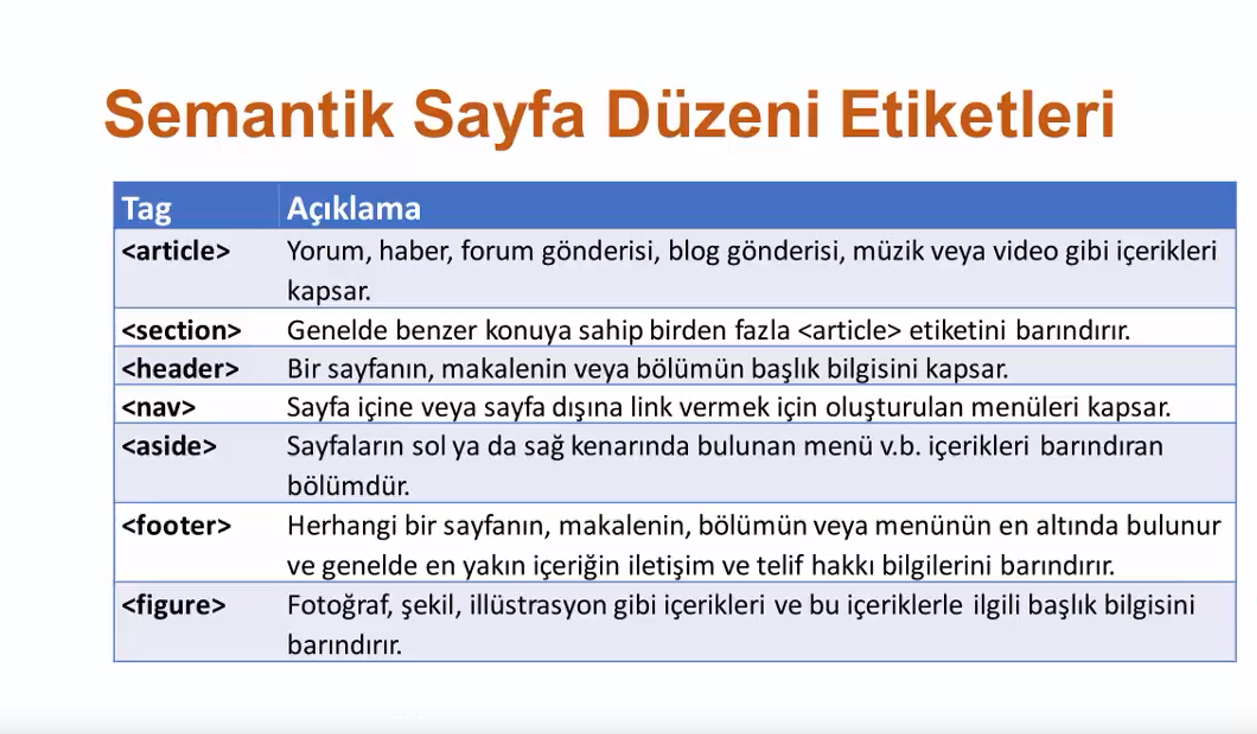 Semantik Sayfa Düzeni Etiketleri
Tag Açıklama
<article> Yorum, haber, forum gönderisi, blog gönderisi, müzik veya video gibi içerikleri
kapsar.
<section> Genelde benzer konuya sahip birden fazla <article> etiketini barındırır.
<header> Bir sayfanın, makalenin veya bölümün başlık bilgisini kapsar.
<nav> Sayfa içine veya sayfa dışına link vermek için oluşturulan menüleri kapsar.
<aside> Sayfaların sol ya da sağ kenarında bulunan menü v.b. içerikleri barındıran
bölümdür.
<footer> Herhangi bir sayfanın, makalenin, bölümün veya menünün en altında bulunur
ve genelde en yakın içeriğin iletişim ve telif hakkı bilgilerini barındırır.
<figure> Fotoğraf, şekil, illüstrasyon gibi içerikleri ve bu içeriklerle ilgili başlık bilgisini
barındırır.